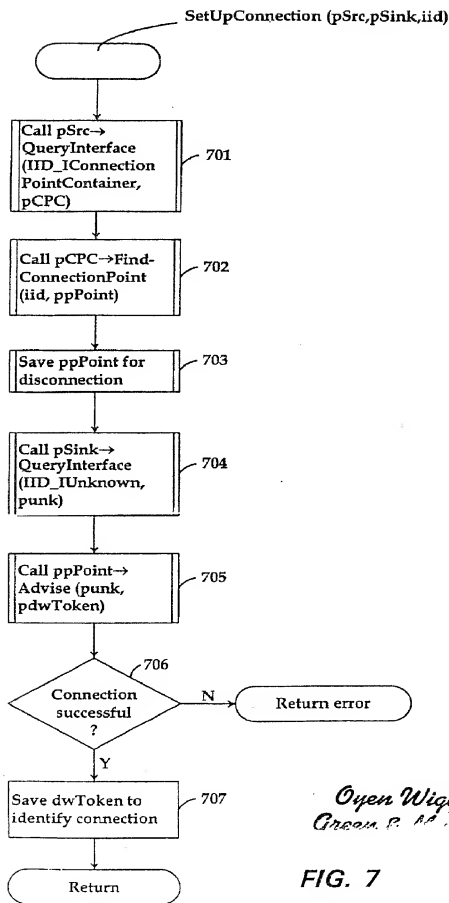 SetUpConnection (pSrc,pSink,iid)
Call pSrc→
QueryInterface
(IID_IConnection
PointContainer,
pCPC)
701
Call pCPC→Find-
ConnectionPoint
(iid, ppPoint)
702
Save ppPoint for
disconnection
703
Call pSink→
QueryInterface
(IID_IUnknown,
punk)
704
Call ppPoint→
Advise (punk,
pdwToken)
705
706
Connection
successful
?
N
Return error
Y
Save dwToken to
identify connection
707
Oyen
Green
Return
FIG. 7